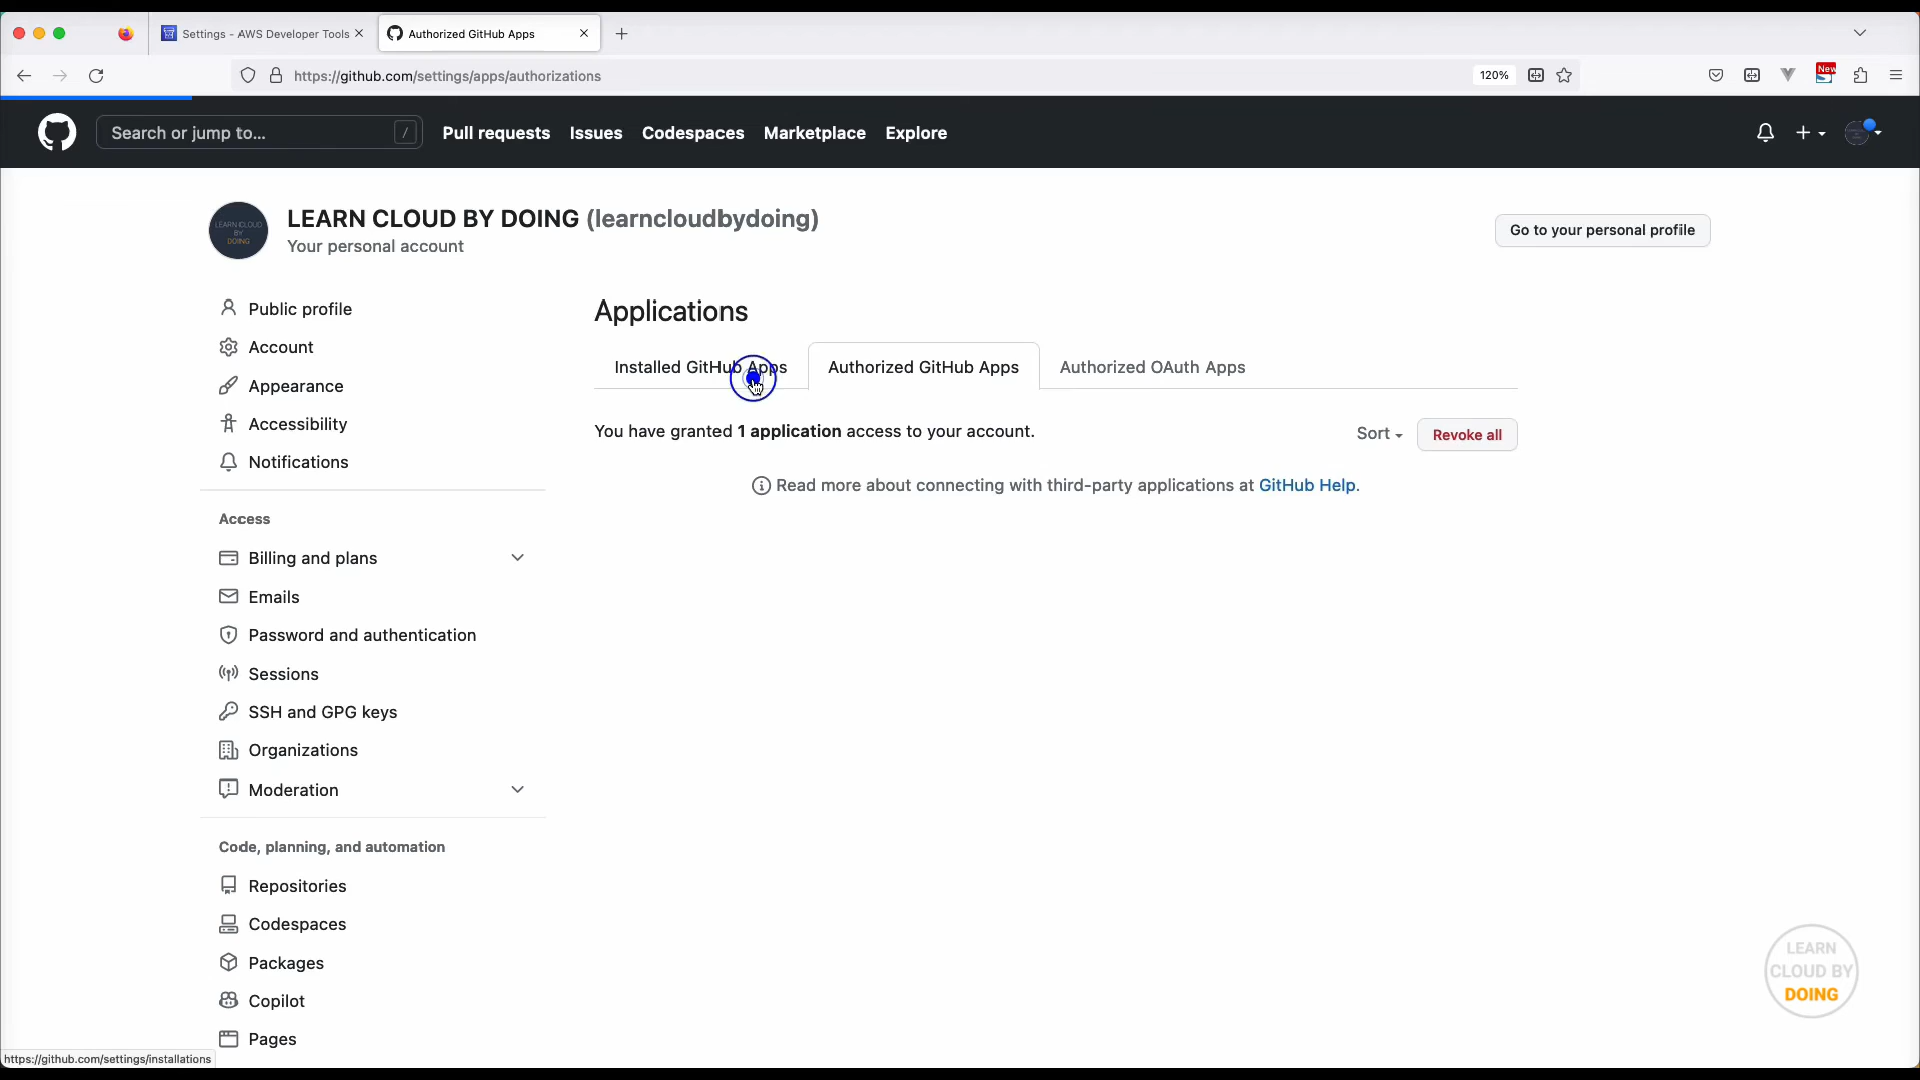 Settings - AWS Developer Tools
Authorized GitHub Apps
https://github.com/settings/apps/authorizations
120%
New
Search or jump to...
/
Pull requests
Issues
Codespaces
Marketplace
Explore
LEARN CLOUD BY DOING
LEARN CLOUD BY DOING (learncloudbydoing)
Your personal account
Go to your personal profile
Public profile
Account
Appearance
Accessibility
Notifications
Access
Billing and plans
Emails
Password and authentication
Sessions
SSH and GPG keys
Organizations
Moderation
Code, planning, and automation
Repositories
Codespaces
Packages
Copilot
Pages
Applications
Installed GitHub Apps
Authorized GitHub Apps
Authorized OAuth Apps
You have granted 1 application access to your account.
Sort
Revoke all
Read more about connecting with third-party applications at GitHub Help.
LEARN
CLOUD BY
DOING
https://github.com/settings/installations